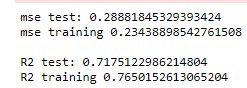 mse test: 0.28881845329393424
mse training 0.23438898542761508
R2 test: 0.7175122986214804
R2 training 0.7650152613065204